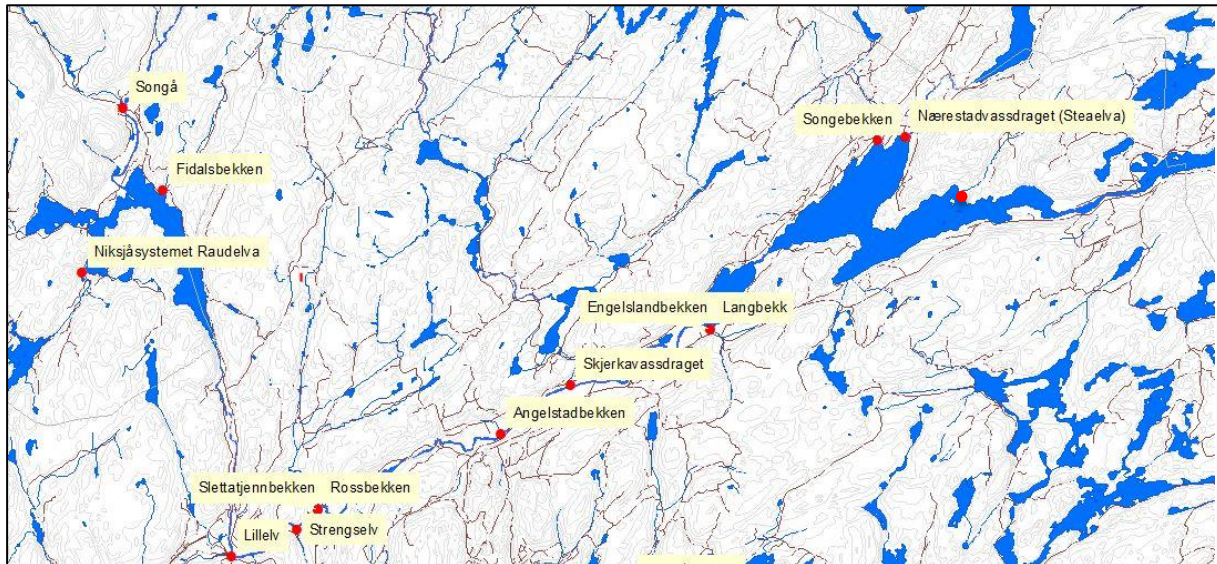 Songå
Songebekken
Nærestadvassdraget (Steaelva)
Fidalsbekken
Niksjåsystemet Raudelva
Engelslandbekken
Langbekk
Skjerkavassdraget
Angelstadbekken
Slettatjennbekken
Rossbekken
Lillelv
Strengselv